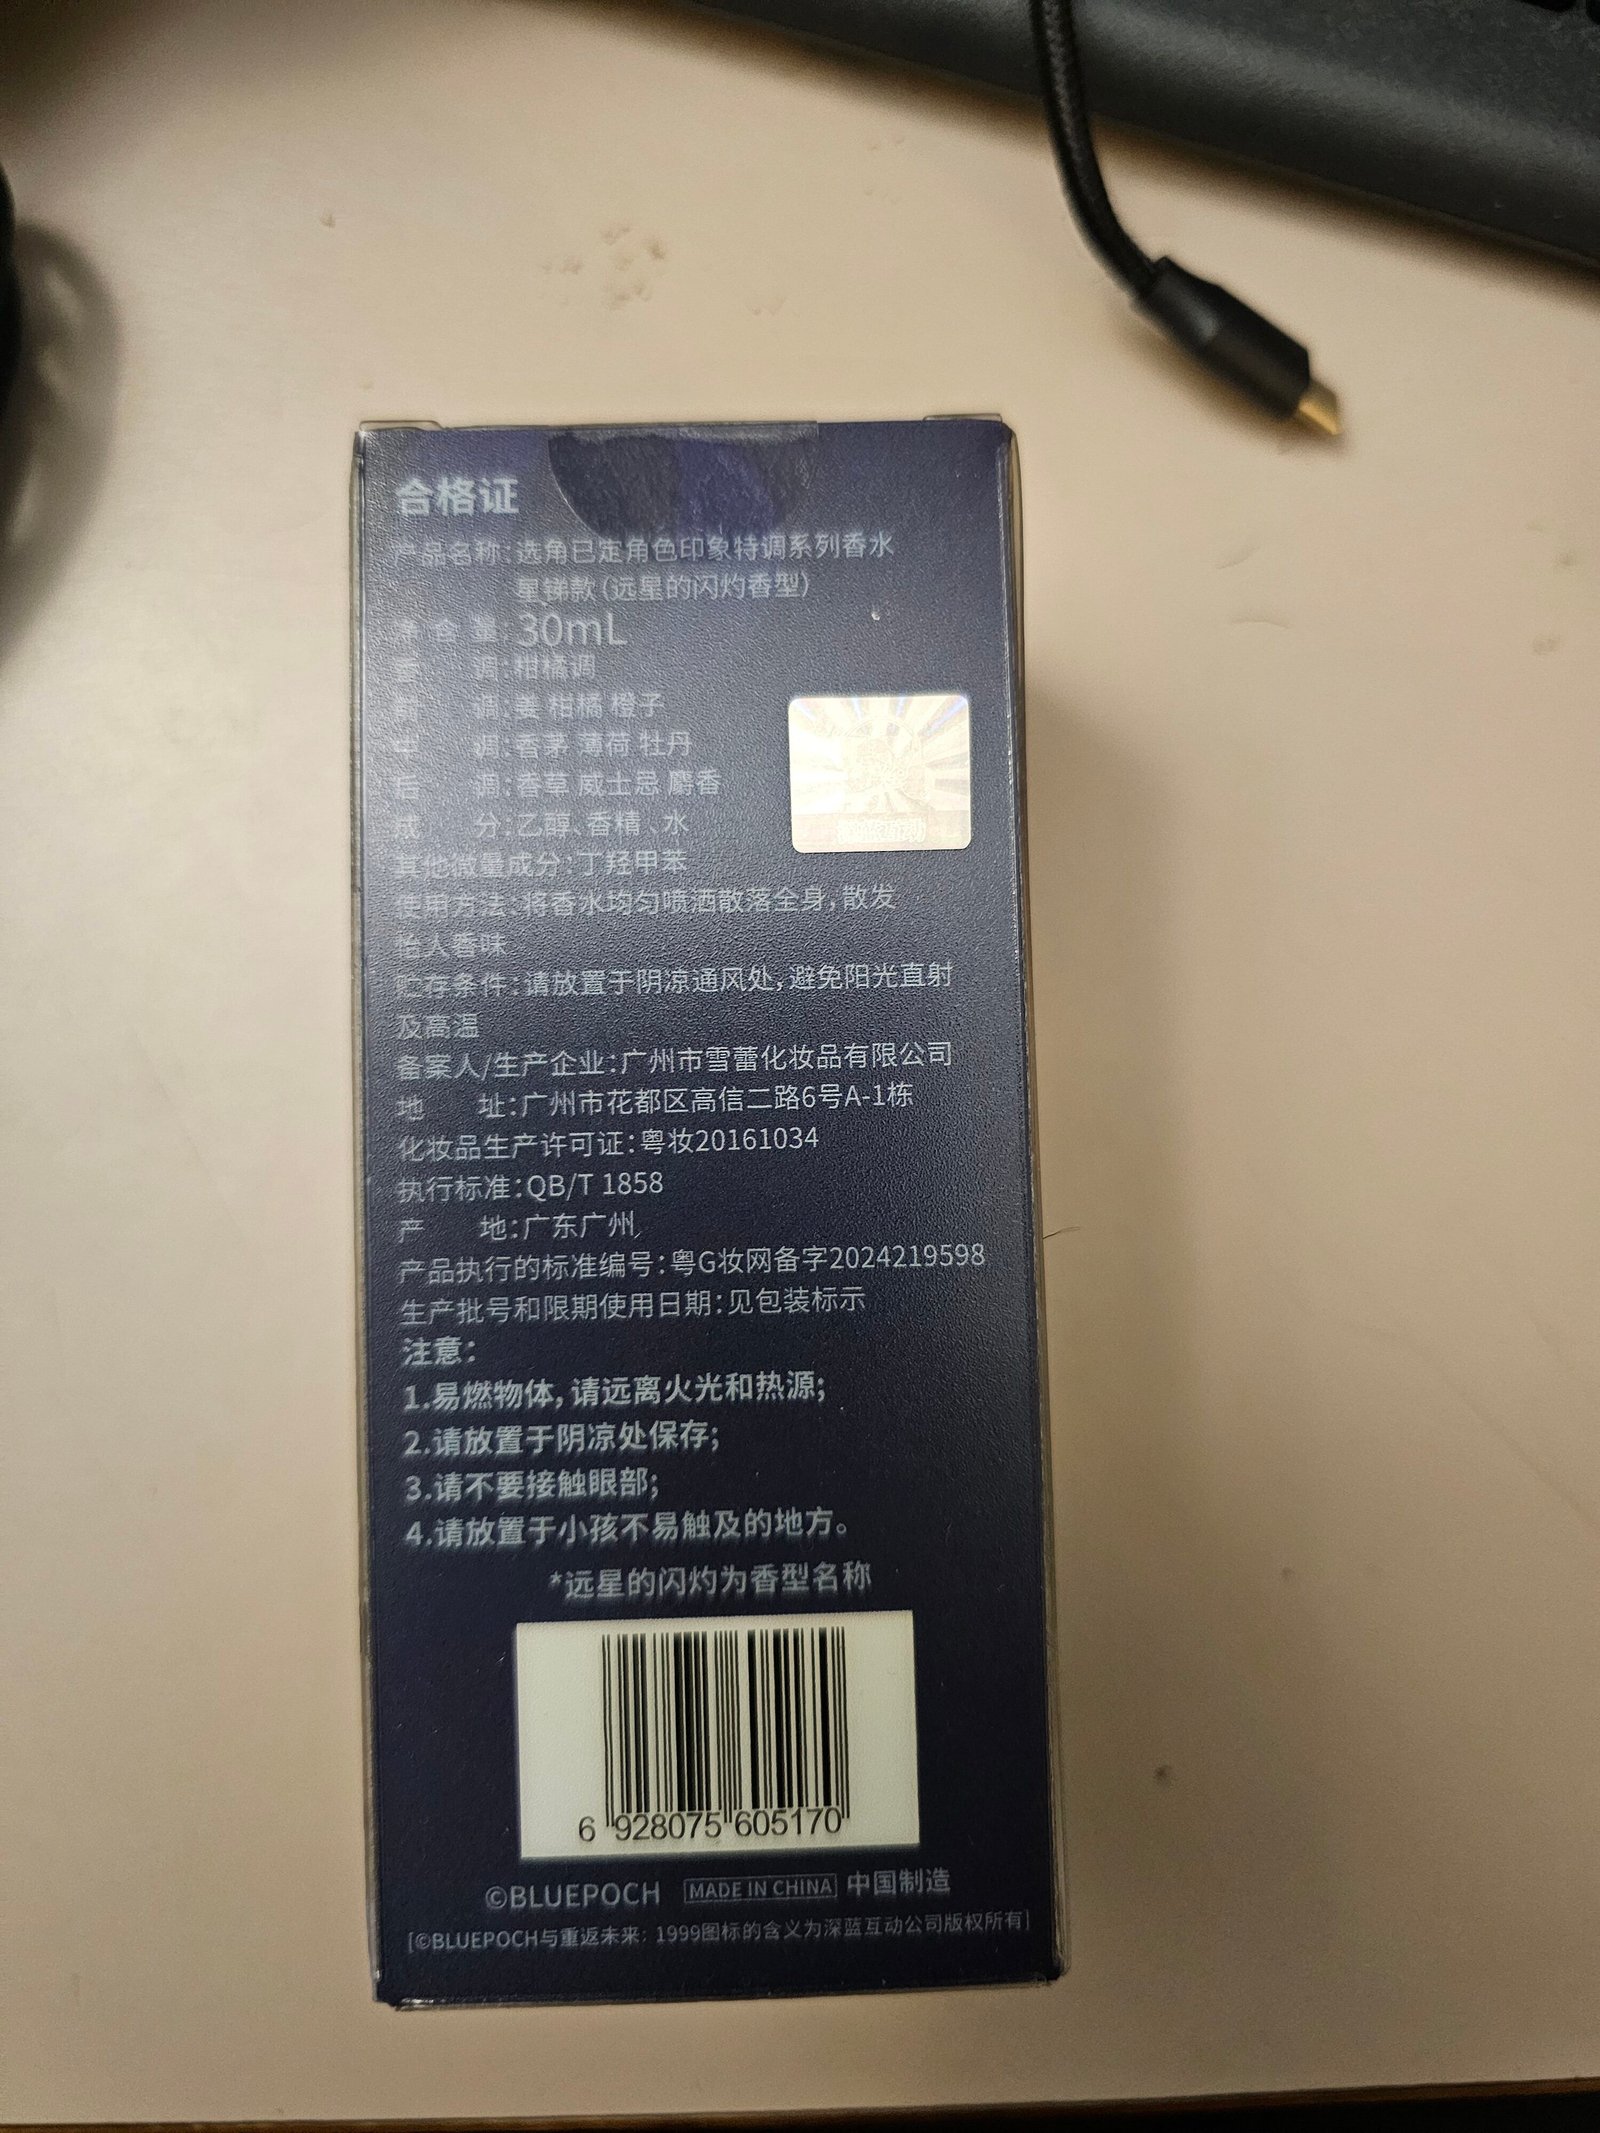 合格证
产品名称：选角已定角色印象特调系列香水
星锑款（远星的闪灼香型）
净含量：30mL
香调：柑橘调
前调：姜 柑橘 橙子
中调：香茅 薄荷 牡丹
后调：香草 威士忌 麝香
成分：乙醇、香精、水
其他微量成分：丁羟甲苯
使用方法：将香水均匀喷洒散落全身，散发
怡人香味
贮存条件：请放置于阴凉通风处，避免阳光直射
及高温
备案人/生产企业：广州市雪蕾化妆品有限公司
地址：广州市花都区高信二路6号A-1栋
化妆品生产许可证：粤妆20161034
执行标准：QB/T 1858
产地：广东广州
产品执行的标准编号：粤G妆网备字2024219598
生产批号和限期使用日期：见包装标示
注意：
1.易燃物体，请远离火光和热源；
2.请放置于阴凉处保存；
3.请不要接触眼部；
4.请放置于小孩不易触及的地方。
*远星的闪灼为香型名称
6 928075 605170
©BLUEPOCH MADE IN CHINA 中国制造
[©BLUEPOCH与重返未来：1999图标的含义为深蓝互动公司版权所有]